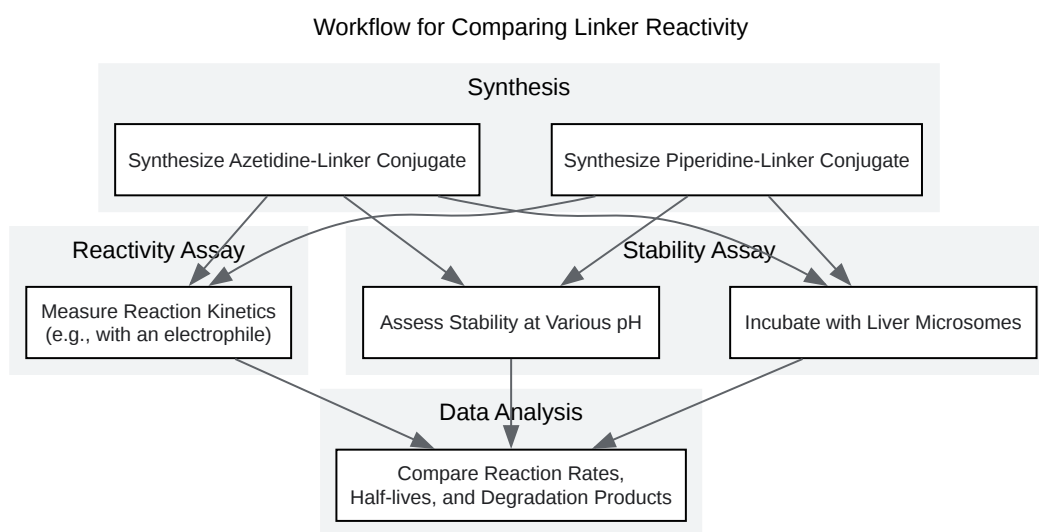 Workflow for Comparing Linker Reactivity
Synthesis
Synthesize Azetidine-Linker Conjugate
Synthesize Piperidine-Linker Conjugate
Reactivity Assay
Stability Assay
Measure Reaction Kinetics
(e.g., with an electrophile)
Assess Stability at Various pH
Incubate with Liver Microsomes
Data Analysis
Compare Reaction Rates,
Half-lives, and Degradation Products